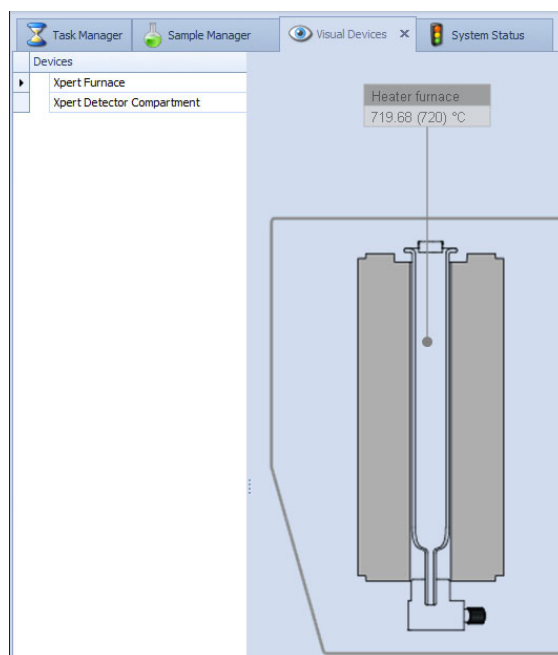 Task Manager
Sample Manager
Visual Devices
System Status
Devices
Xpert Furnace
Xpert Detector Compartment
Heater furnace
719.68 (720) °C